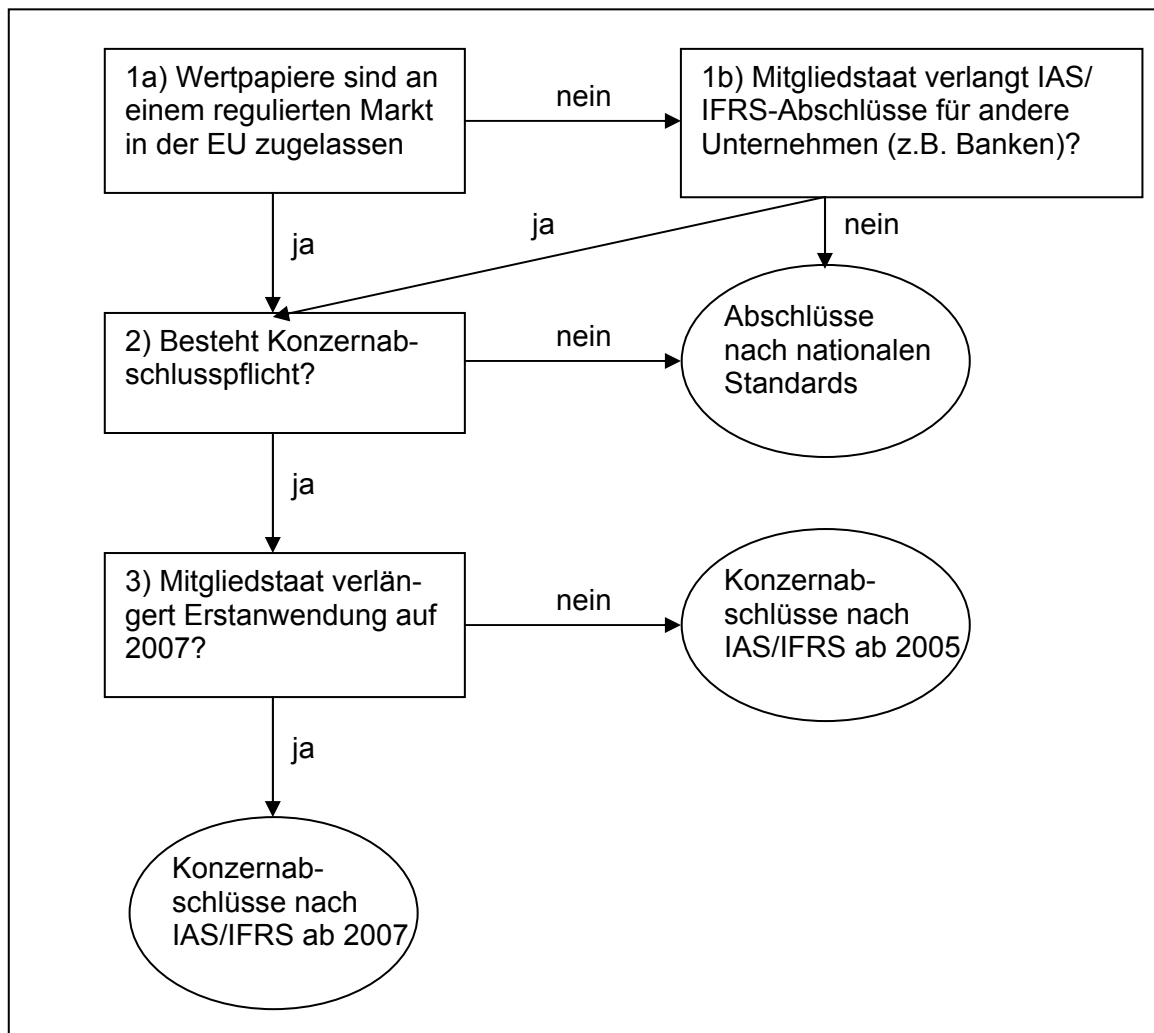 1a) Wertpapiere sind an
einem regulierten Markt
in der EU zugelassen
nein
1b) Mitgliedstaat verlangt IAS/
IFRS-Abschlüsse für andere
Unternehmen (z.B. Banken)?
ja
ja
nein
2) Besteht Konzernab-
schlusspflicht?
nein
Abschlüsse
nach nationalen
Standards
ja
3) Mitgliedstaat verlän-
gert Erstanwendung auf
2007?
nein
Konzernab-
schlüsse nach
IAS/IFRS ab 2005
ja
Konzernab-
schlüsse nach
IAS/IFRS ab 2007